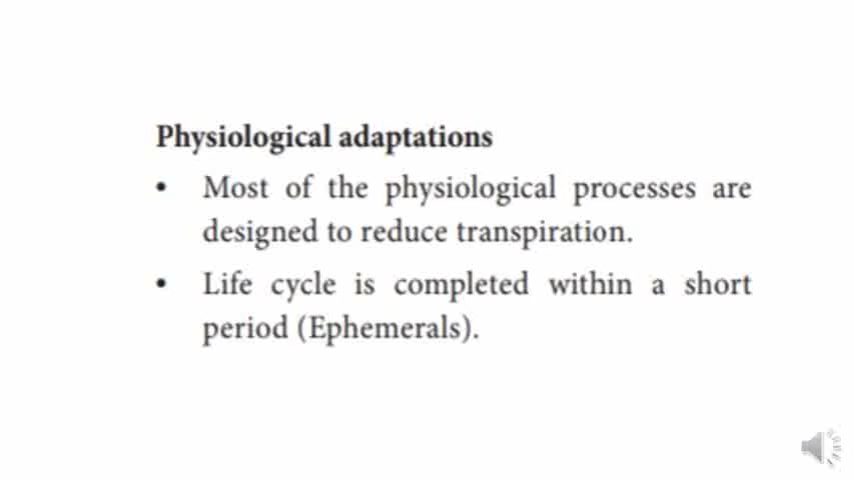 Physiological adaptations
• Most of the physiological processes are
designed to reduce transpiration.
• Life cycle is completed within a short
period (Ephemerals).